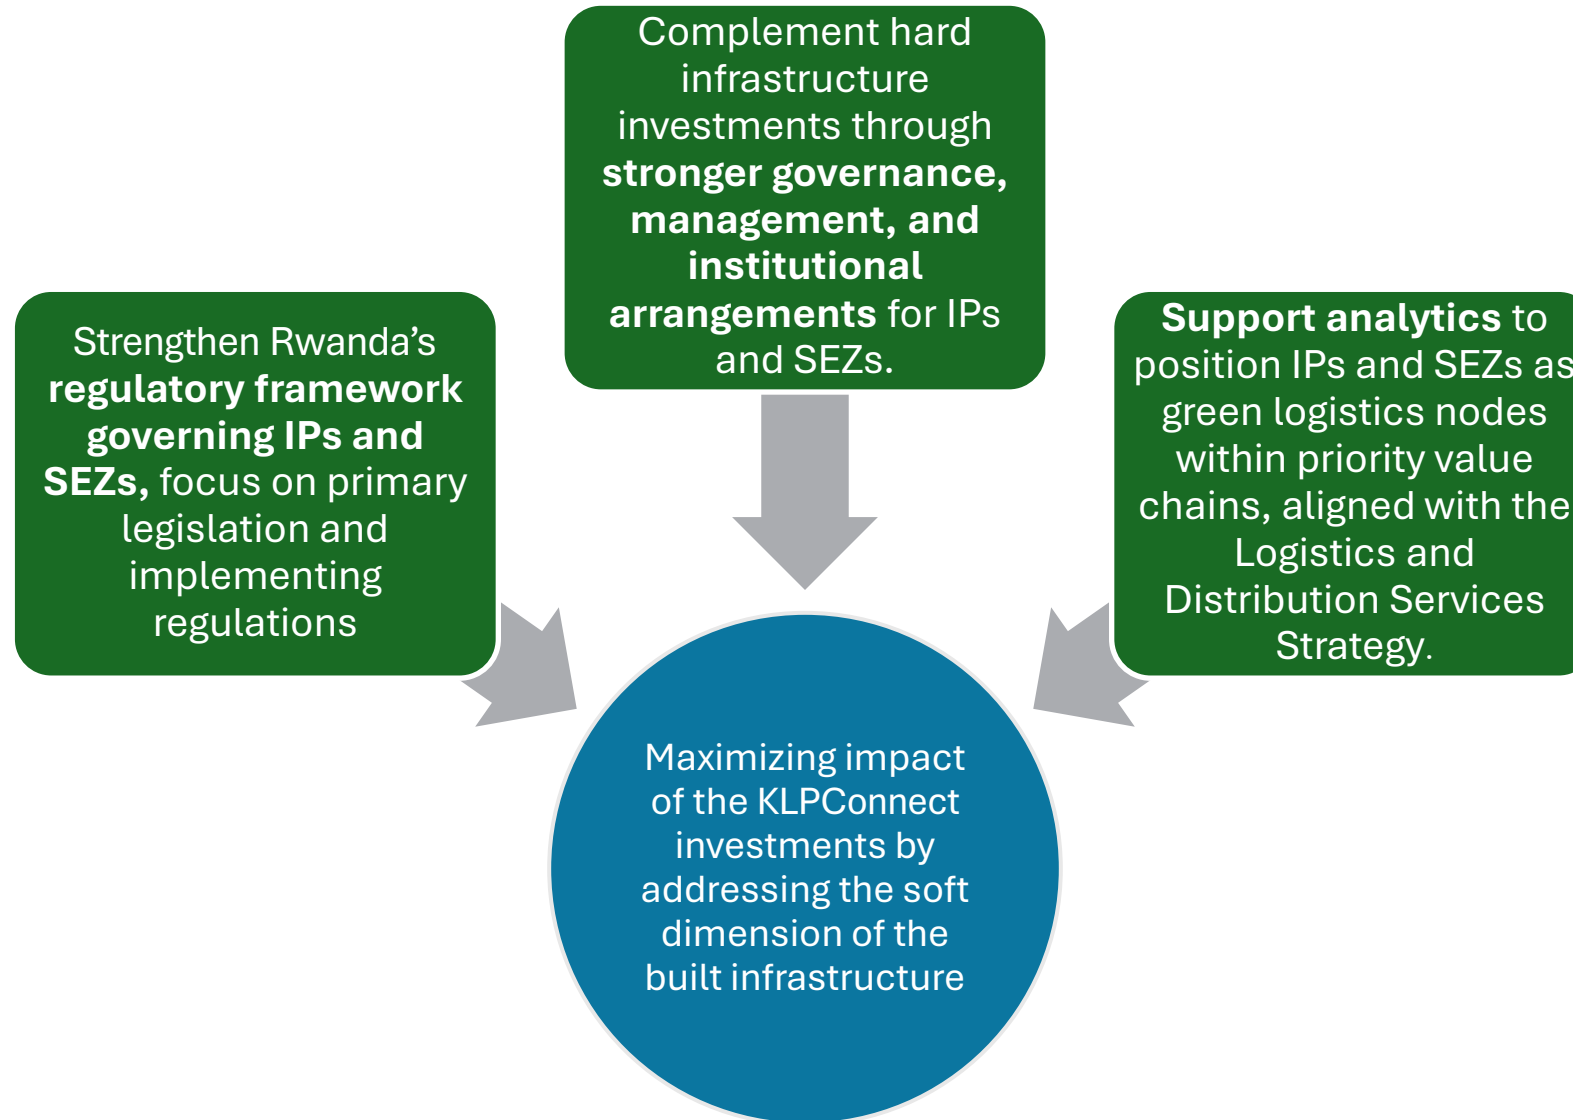 Complement hard
infrastructure
investments through
stronger governance,
management, and
institutional
arrangements for IPs
and SEZs.
Strengthen Rwanda’s
regulatory framework
governing IPs and
SEZs, focus on primary
legislation and
implementing
regulations
Support analytics to
position IPs and SEZs as
green logistics nodes
within priority value
chains, aligned with the
Logistics and
Distribution Services
Strategy.
Maximizing impact
of the KLPConnect
investments by
addressing the soft
dimension of the
built infrastructure